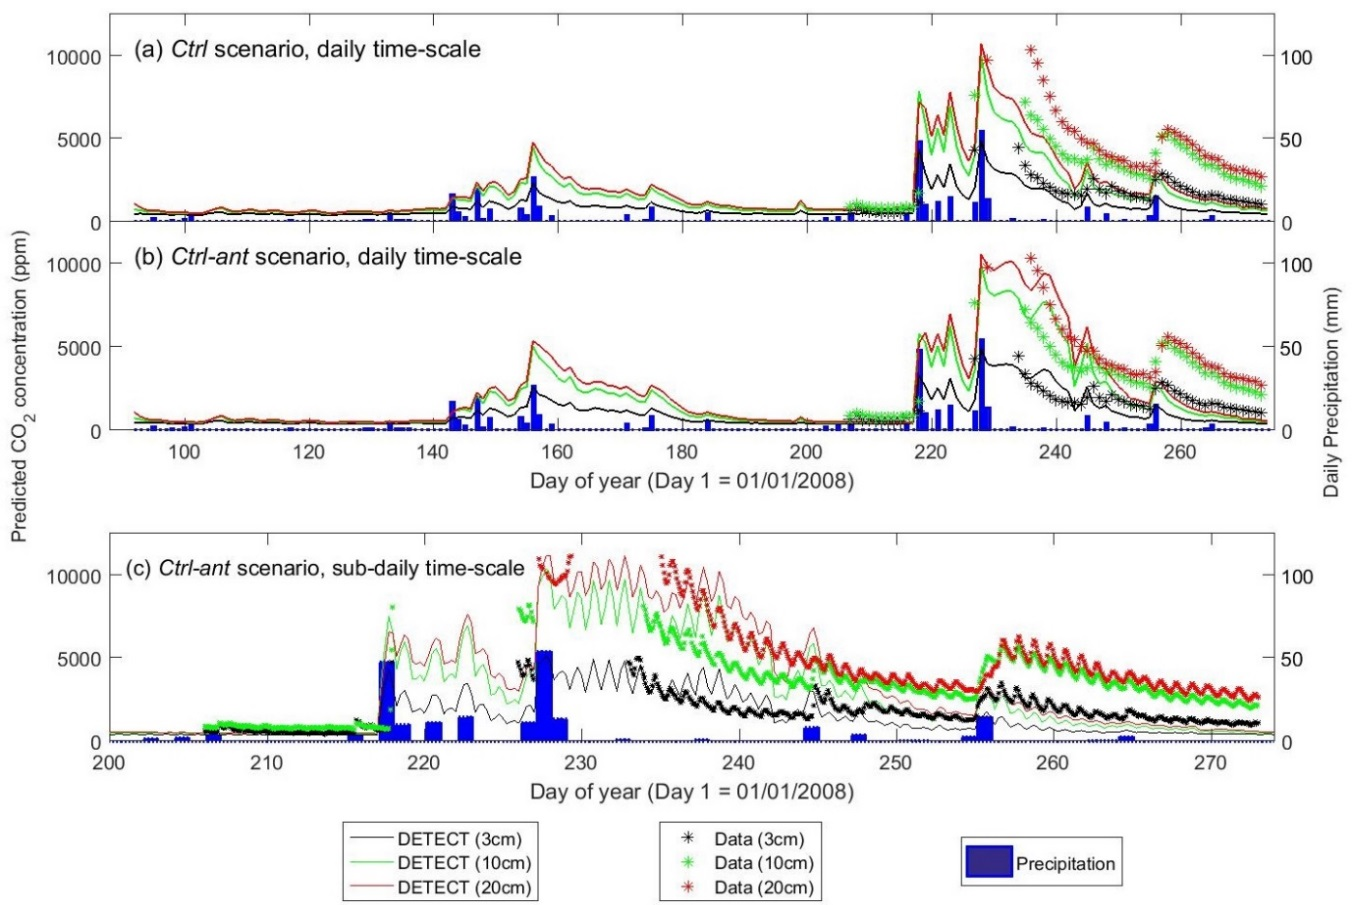 (a) Ctrl scenario, daily time-scale
10000
5000
0
100
50
0
(b) Ctrl-ant scenario, daily time-scale
10000
5000
0
100
50
0
100 120 140 160 180 200 220 240 260
Day of year (Day 1 = 01/01/2008)
Predicted CO2 concentration (ppm)
Daily Precipitation (mm)
(c) Ctrl-ant scenario, sub-daily time-scale
10000
5000
0
100
50
0
200 210 220 230 240 250 260 270
Day of year (Day 1 = 01/01/2008)
DETECT (3cm)
DETECT (10cm)
DETECT (20cm)
Data (3cm)
Data (10cm)
Data (20cm)
Precipitation